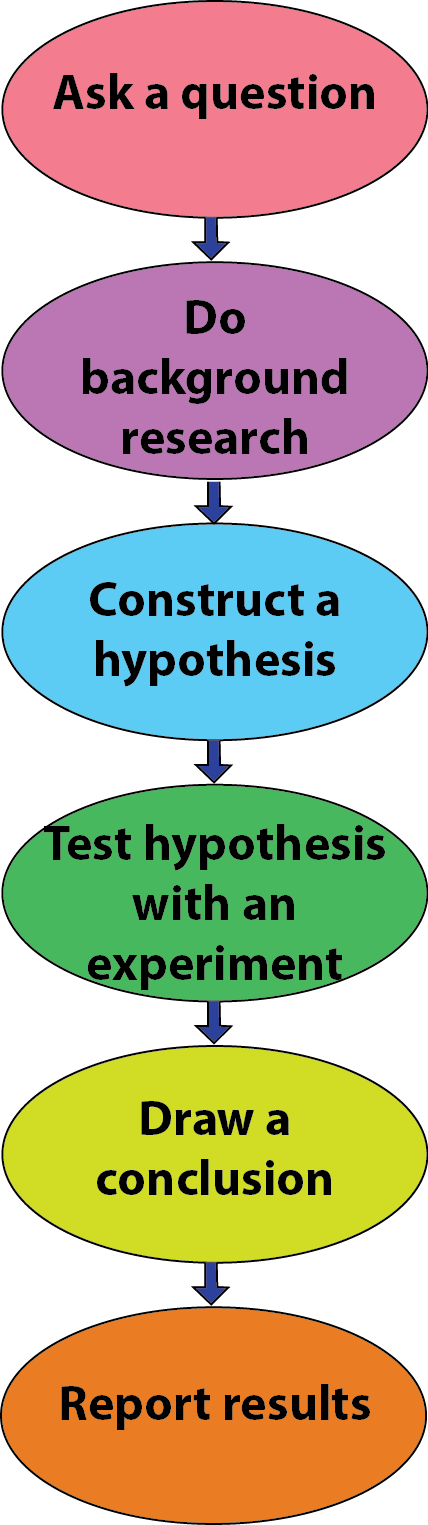 Ask a question
Do
background
research
Construct a
hypothesis
Test hypothesis
with an
experiment
Draw a
conclusion
Report results